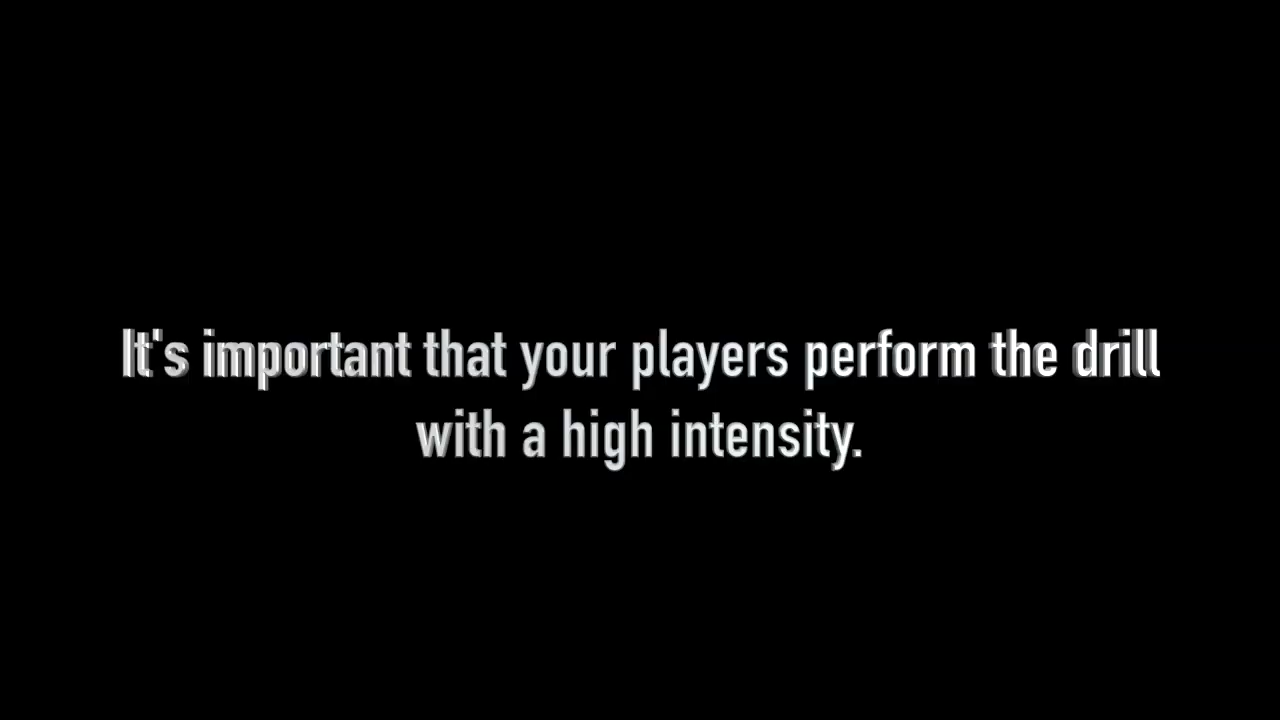 It's important that your players perform the drill
with a high intensity.